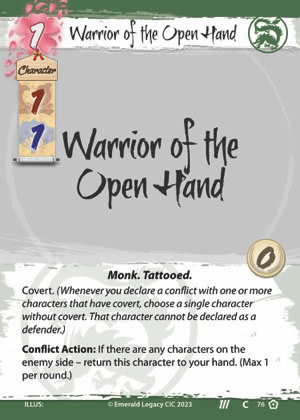 1
Warrior of the Open Hand
Character
1
1
Warrior of the
Open Hand
0
Monk. Tattooed.
Covert. (Whenever you declare a conflict with one or more
characters that have covert, choose a single character
without covert. That character cannot be declared as a
defender.)
Conflict Action: If there are any characters on the
enemy side – return this character to your hand. (Max 1
per round.)
ILLUS:
© Emerald Legacy CIC 2023
C
76